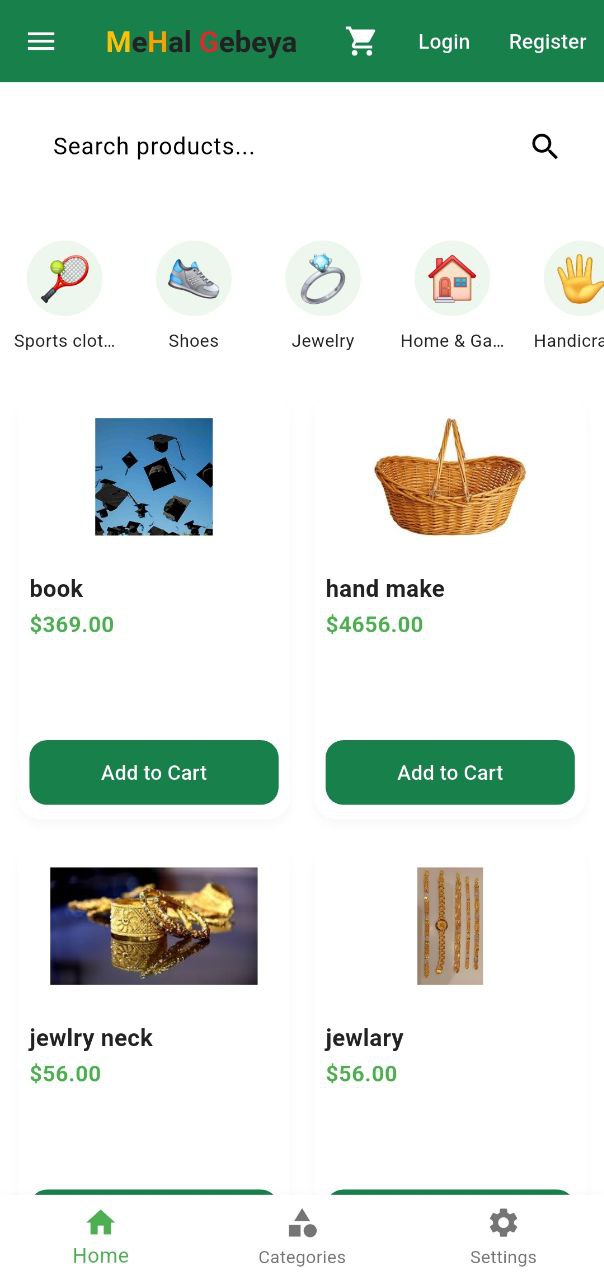 MeHal Gebeya
Login
Register
Search products...
Sports clot…
Shoes
Jewelry
Home & Ga…
Handicra
book
$369.00
hand make
$4656.00
Add to Cart
Add to Cart
jewlry neck
$56.00
jewlary
$56.00
Home
Categories
Settings